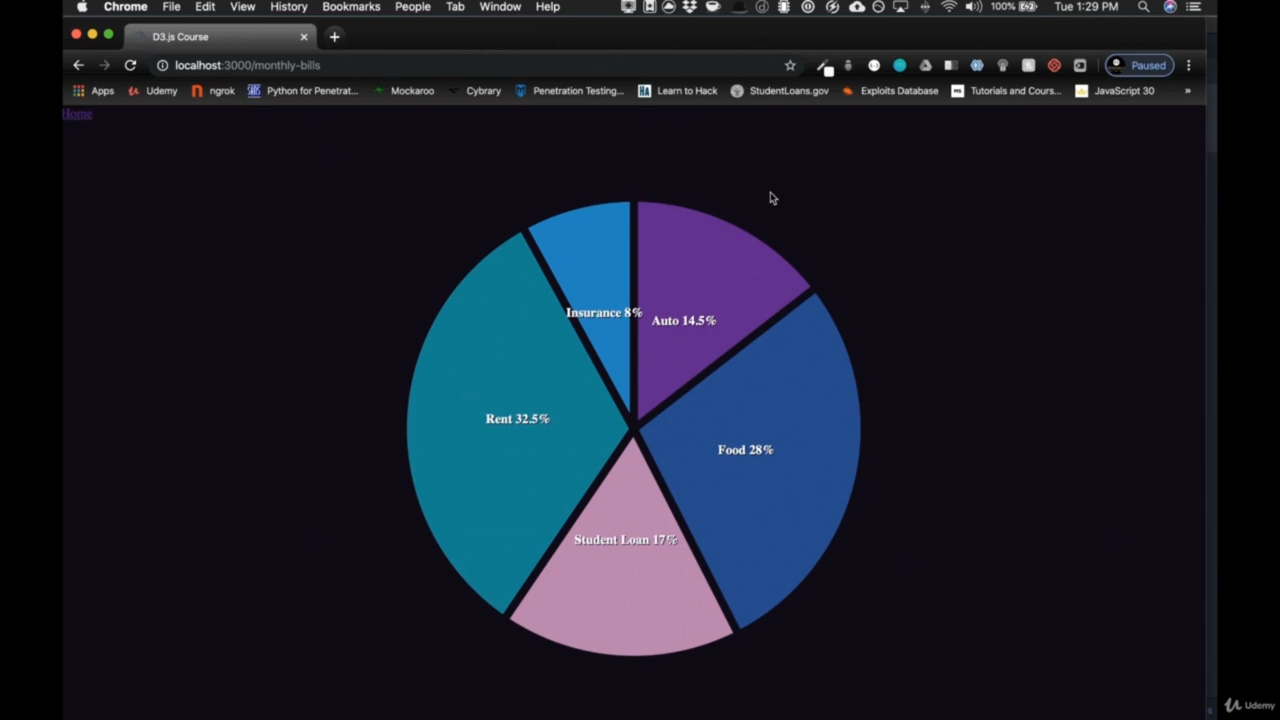 Chrome File Edit View History Bookmarks People Tab Window Help 100% Tue 1:29 PM
D3.js Course
localhost:3000/monthly-bills Paused
Apps Udemy ngrok Python for Penetrat... Mockaroo Cybrary Penetration Testing... Learn to Hack StudentLoans.gov Exploits Database Tutorials and Cours... JavaScript 30 »
Home
Insurance 8%
Auto 14.5%
Rent 32.5%
Food 28%
Student Loan 17%
Udemy